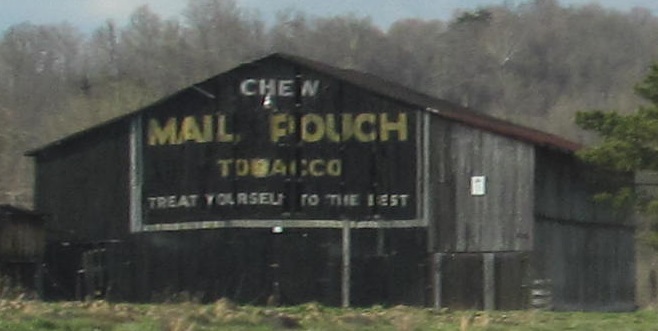 CHEW
MAIL POUCH
TOBACCO
TREAT YOURSELF TO THE BEST